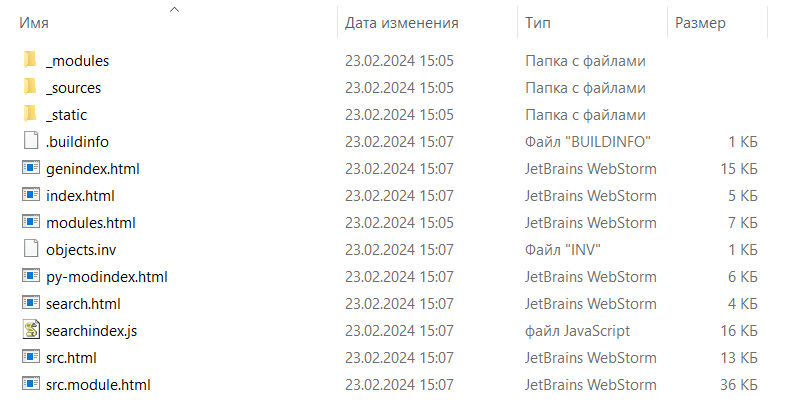 Имя Дата изменения Тип Размер
_modules 23.02.2024 15:05 Папка с файлами
_sources 23.02.2024 15:05 Папка с файлами
_static 23.02.2024 15:05 Папка с файлами
.buildinfo 23.02.2024 15:07 Файл "BUILDINFO" 1 КБ
genindex.html 23.02.2024 15:07 JetBrains WebStorm 15 КБ
index.html 23.02.2024 15:07 JetBrains WebStorm 5 КБ
modules.html 23.02.2024 15:05 JetBrains WebStorm 7 КБ
objects.inv 23.02.2024 15:07 Файл "INV" 1 КБ
py-modindex.html 23.02.2024 15:07 JetBrains WebStorm 6 КБ
search.html 23.02.2024 15:07 JetBrains WebStorm 4 КБ
searchindex.js 23.02.2024 15:07 файл JavaScript 16 КБ
src.html 23.02.2024 15:07 JetBrains WebStorm 13 КБ
src.module.html 23.02.2024 15:07 JetBrains WebStorm 36 КБ